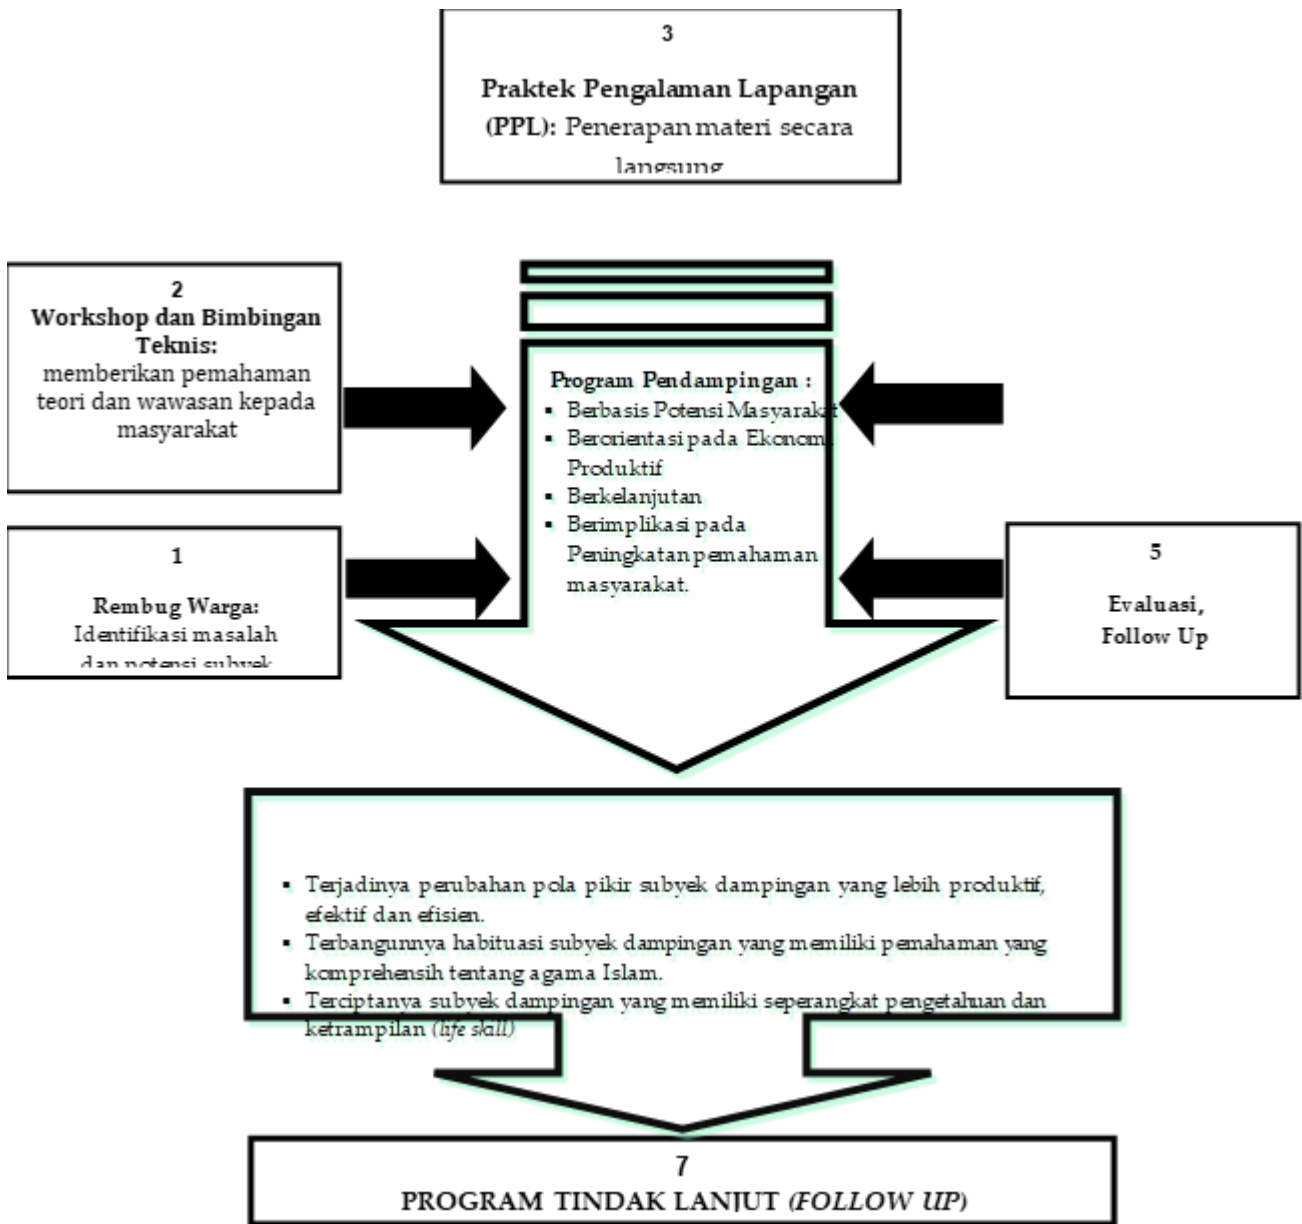 3
Praktek Pengalaman Lapangan
(PPL): Penerapan materi secara
langsung
2
Workshop dan Bimbingan
Teknis:
memberikan pemahaman
teori dan wawasan kepada
masyarakat
1
Rembug Warga:
Identifikasi masalah
dan potensi subyek
Program Pendampingan :
▪ Berbasis Potensi Masyarakat
▪ Berorientasi pada Ekonomi
Produktif
▪ Berkelanjutan
▪ Berimplikasi pada
Peningkatan pemahaman
masyarakat.
5
Evaluasi,
Follow Up
▪ Terjadinya perubahan pola pikir subyek dampingan yang lebih produktif,
efektif dan efisien.
▪ Terbangunnya habituasi subyek dampingan yang memiliki pemahaman yang
komprehensih tentang agama Islam.
▪ Terciptanya subyek dampingan yang memiliki seperangkat pengetahuan dan
ketrampilan (life skill)
7
PROGRAM TINDAK LANJUT (FOLLOW UP)